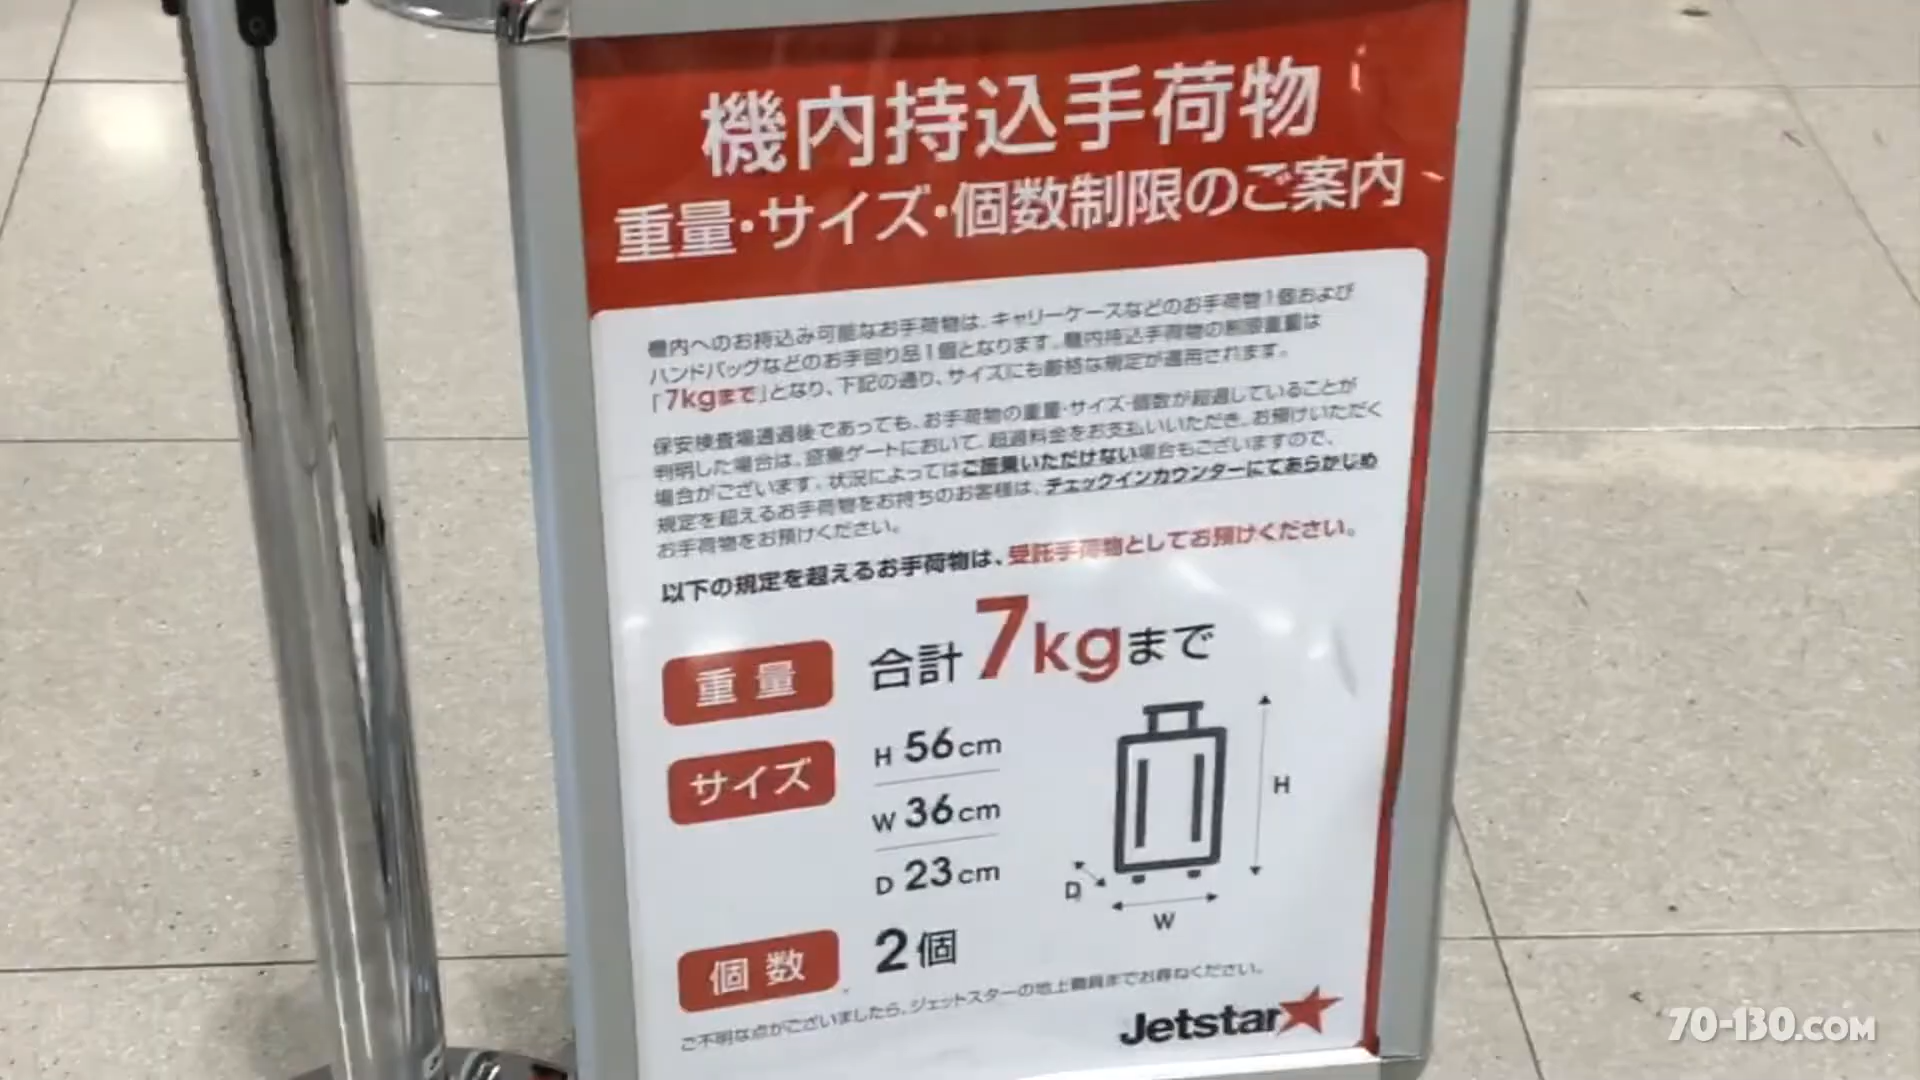 機内持込手荷物
重量・サイズ・個数制限のご案内
機内へのお持込み可能なお手荷物は、キャリーケースなどのお手荷物1個および
ハンドバッグなどのお手回り品1個となります。機内持込手荷物の制限重量は
「7kgまで」となり、下記の通り、サイズにも厳格な規定が適用されます。
保安検査場通過後であっても、お手荷物の重量・サイズ・個数が超過していることが
判明した場合は、搭乗ゲートにおいて、超過料金をお支払いいただき、お預けいただく
場合がございます。状況によってはご搭乗いただけない場合もございますので、
規定を超えるお手荷物をお持ちのお客様は、チェックインカウンターにてあらかじめ
お手荷物をお預けください。
以下の規定を超えるお手荷物は、受託手荷物としてお預けください。
重量 合計7kgまで
サイズ H 56cm
W 36cm
D 23cm
H
D
W
個数 2個
ご不明な点がございましたら、ジェットスターの地上職員までお尋ねください。
Jetstar
70-130.COM